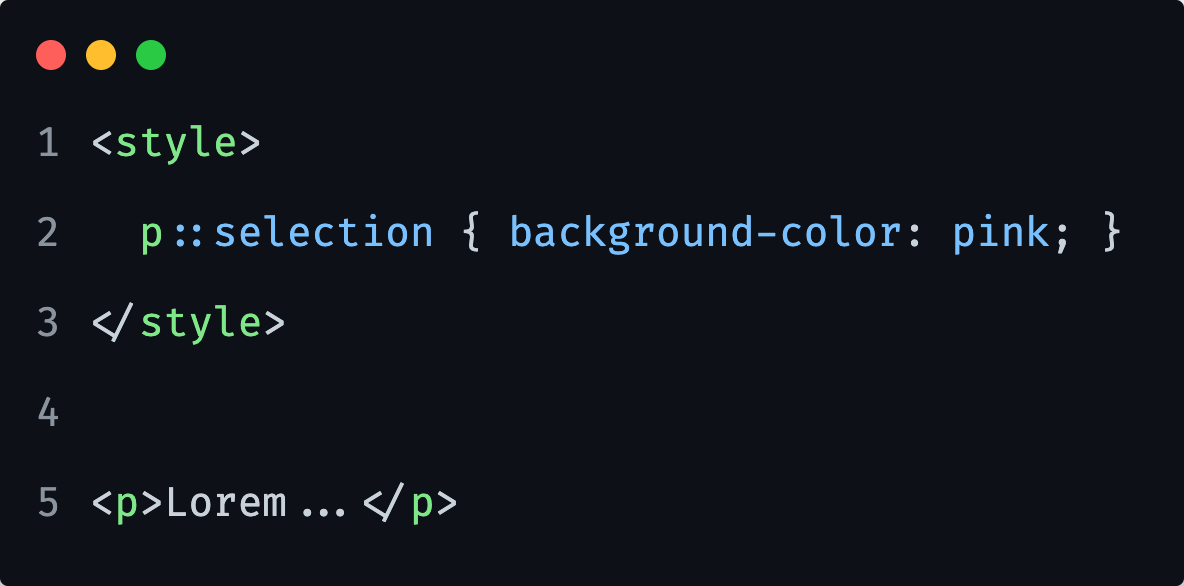 1 <style>
2   p::selection { background-color: pink; }
3 </style>
4
5 <p>Lorem...</p>